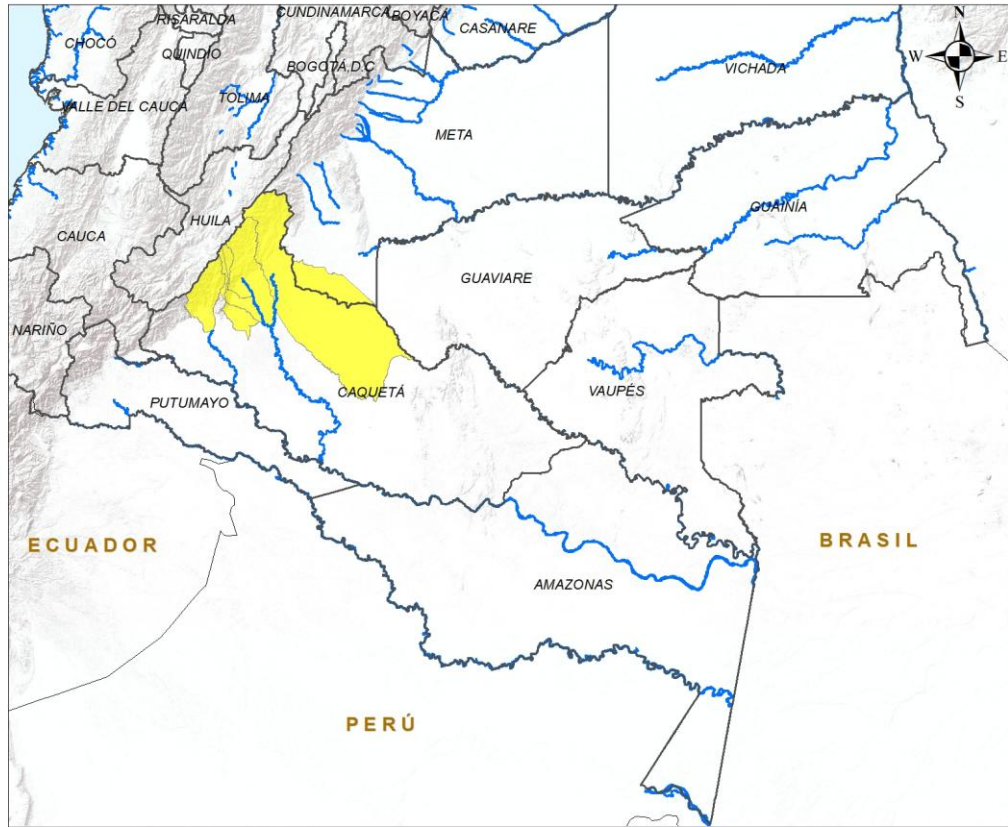 CUNDINAMARCA
BOYACÁ
RISARALDA
CASANARE
N
CHOCÓ
QUINDÍO
BOGOTÁ D.C
W
E
VICHADA
S
TOLIMA
VALLE DEL CAUCA
META
GUAINÍA
HUILA
CAUCA
GUAVIARE
NARIÑO
CAQUETÁ
VAUPÉS
PUTUMAYO
ECUADOR
BRASIL
AMAZONAS
PERÚ